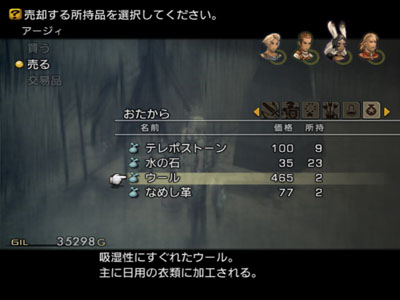 売却する所持品を選択してください。
アージィ
買う
売る
交易品
おたから
名前 価格 所持
テレポストーン 100 9
水の石 35 23
ウール 465 2
なめし革 77 2
GIL 35298G
吸湿性にすぐれたウール。
主に日用の衣類に加工される。